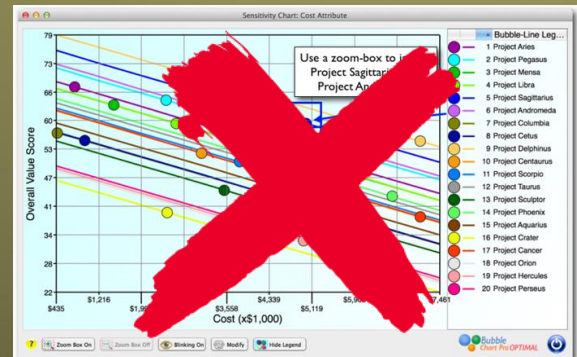 Sensitivity Chart: Cost Attribute
79
73
66
60
53
47
41
34
28
22
Overall Value Score
Use a zoom-box to
Project Sagittari
Project An
$435
$1,216
$3,558
$4,339
$5,119
7,461
Cost (x$1,000)
Bubble-Line Leg...
1 Project Aries
2 Project Pegasus
3 Project Mensa
4 Project Libra
5 Project Sagittarius
6 Project Andromeda
7 Project Columbia
8 Project Cetus
9 Project Delphinus
10 Project Centaurus
11 Project Scorpio
12 Project Taurus
13 Project Sculptor
14 Project Phoenix
15 Project Aquarius
16 Project Crater
17 Project Cancer
18 Project Orion
19 Project Hercules
20 Project Perseus
? Zoom Box On Zoom Box Off Blinking On Modify Hide Legend
Bubble
Chart Pro OPTIMAL